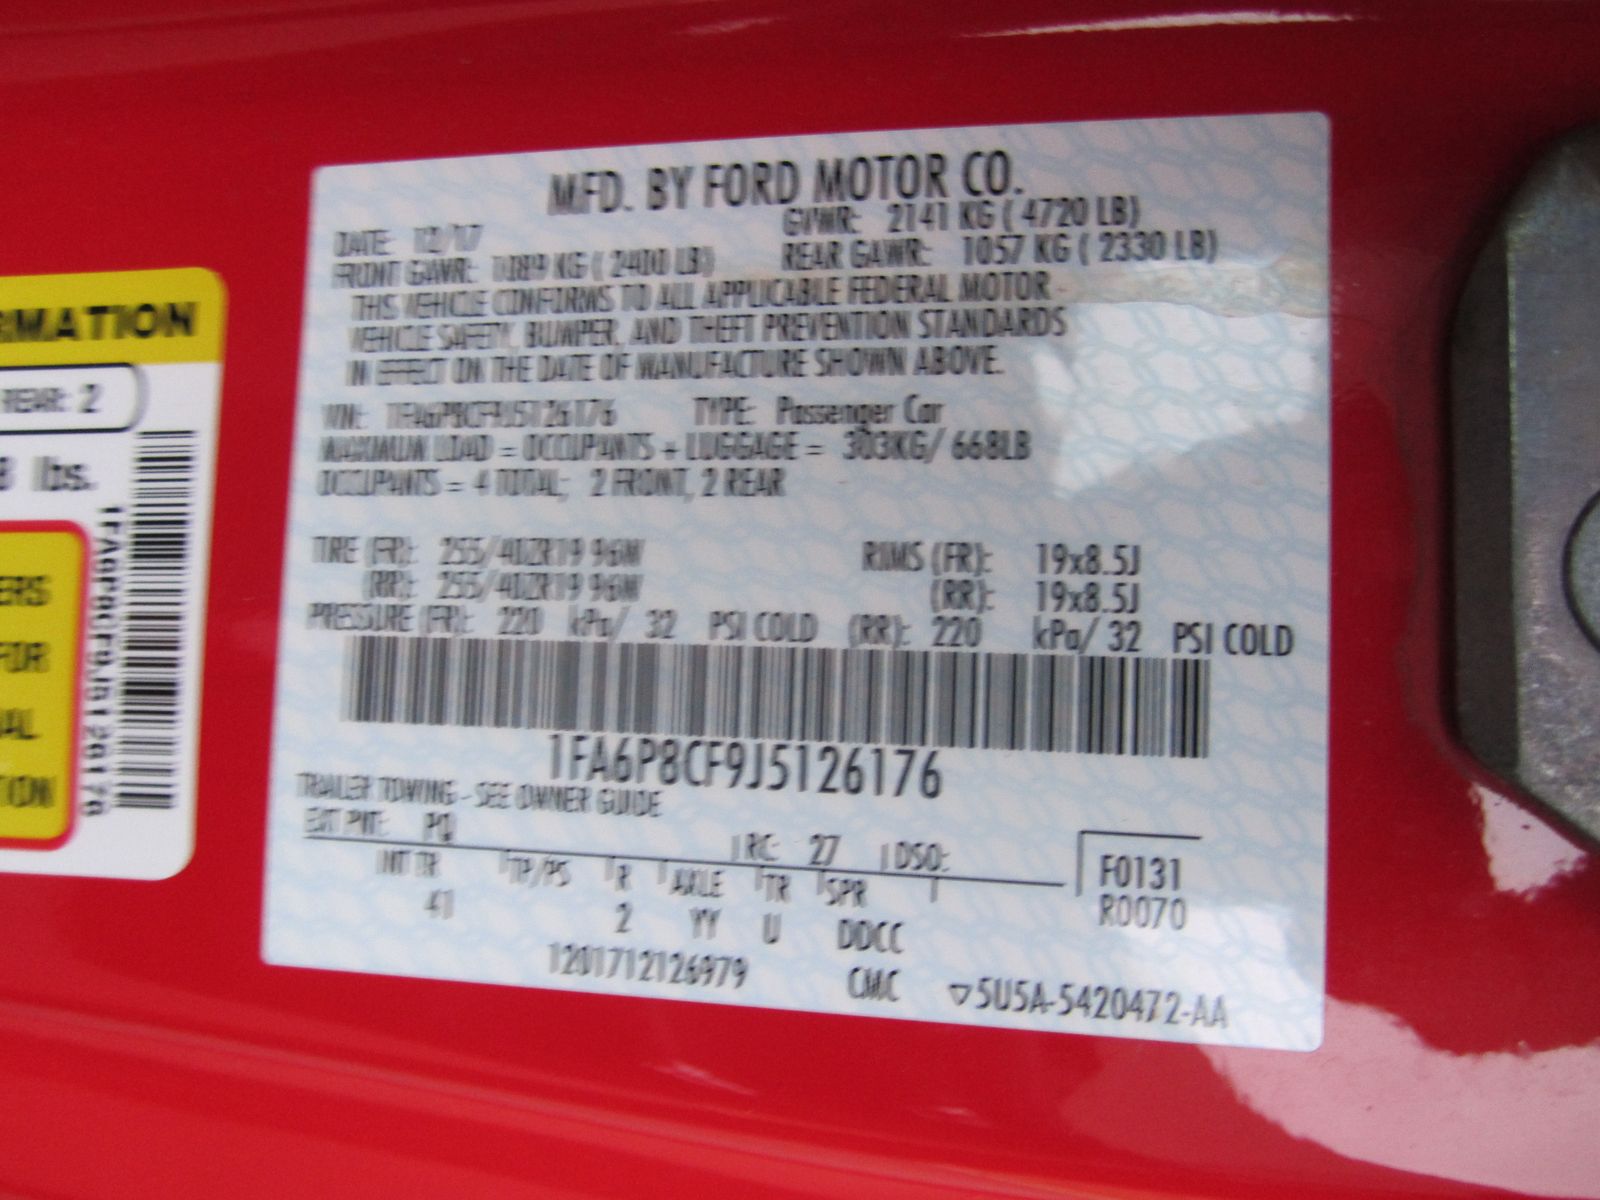 MFD. BY FORD MOTOR CO.
DATE: 12/17 GVWR: 2141 KG ( 4720 LB)
FRONT GAWR: 1089 KG ( 2400 LB) REAR GAWR: 1057 KG ( 2330 LB)
THIS VEHICLE CONFORMS TO ALL APPLICABLE FEDERAL MOTOR
VEHICLE SAFETY, BUMPER, AND THEFT PREVENTION STANDARDS
IN EFFECT ON THE DATE OF MANUFACTURE SHOWN ABOVE.
VIN: 1FA6P8CF9J5126176 TYPE: Passenger Car
MAXIMUM LOAD = OCCUPANTS + LUGGAGE = 303KG/ 668LB
OCCUPANTS = 4 TOTAL; 2 FRONT, 2 REAR
TIRE (FR): 255/40ZR19 96W RIMS (FR): 19x8.5J
(RR): 255/40ZR19 96W (RR): 19x8.5J
PRESSURE (FR): 220 kPa/ 32 PSI COLD (RR): 220 kPa/ 32 PSI COLD
1FA6P8CF9J5126176
TRAILER TOWING - SEE OWNER GUIDE
EXT PNT: PQ RC: 27 DSO: F0131
INT TR TP/PS R AXLE TR SPR R0070
41 2 YY U DDCC
1201712126979 CMC ▽5U5A-5420472-AA
RMATION
REAR: 2
8 lbs.
1FA6P8CF9J5126176
ERS
FOR
AL
TION